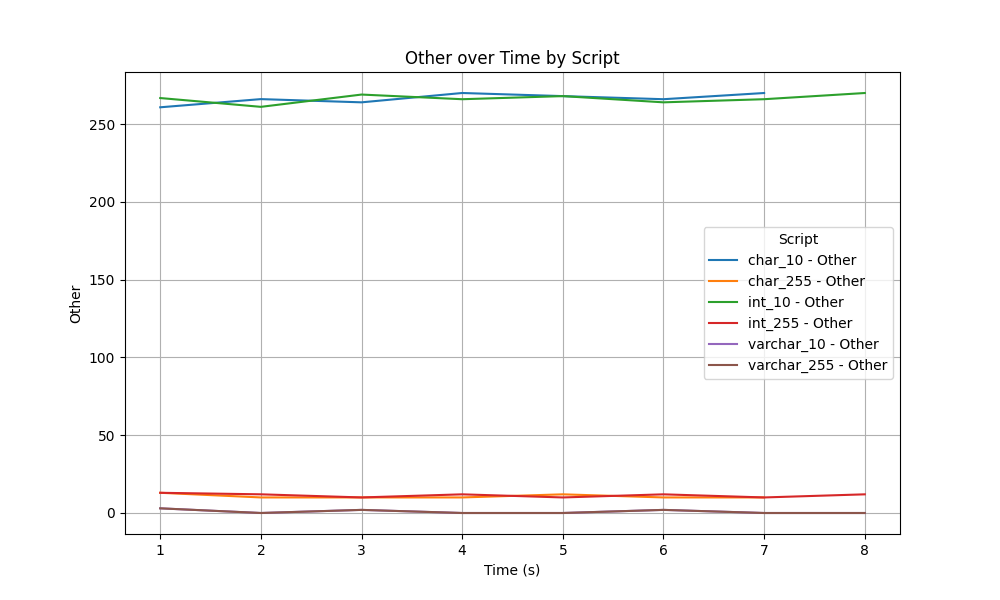 Other over Time by Script
Other
250
200
150
100
50
0
Script
char_10 - Other
char_255 - Other
int_10 - Other
int_255 - Other
varchar_10 - Other
varchar_255 - Other
1 2 3 4 5 6 7 8
Time (s)